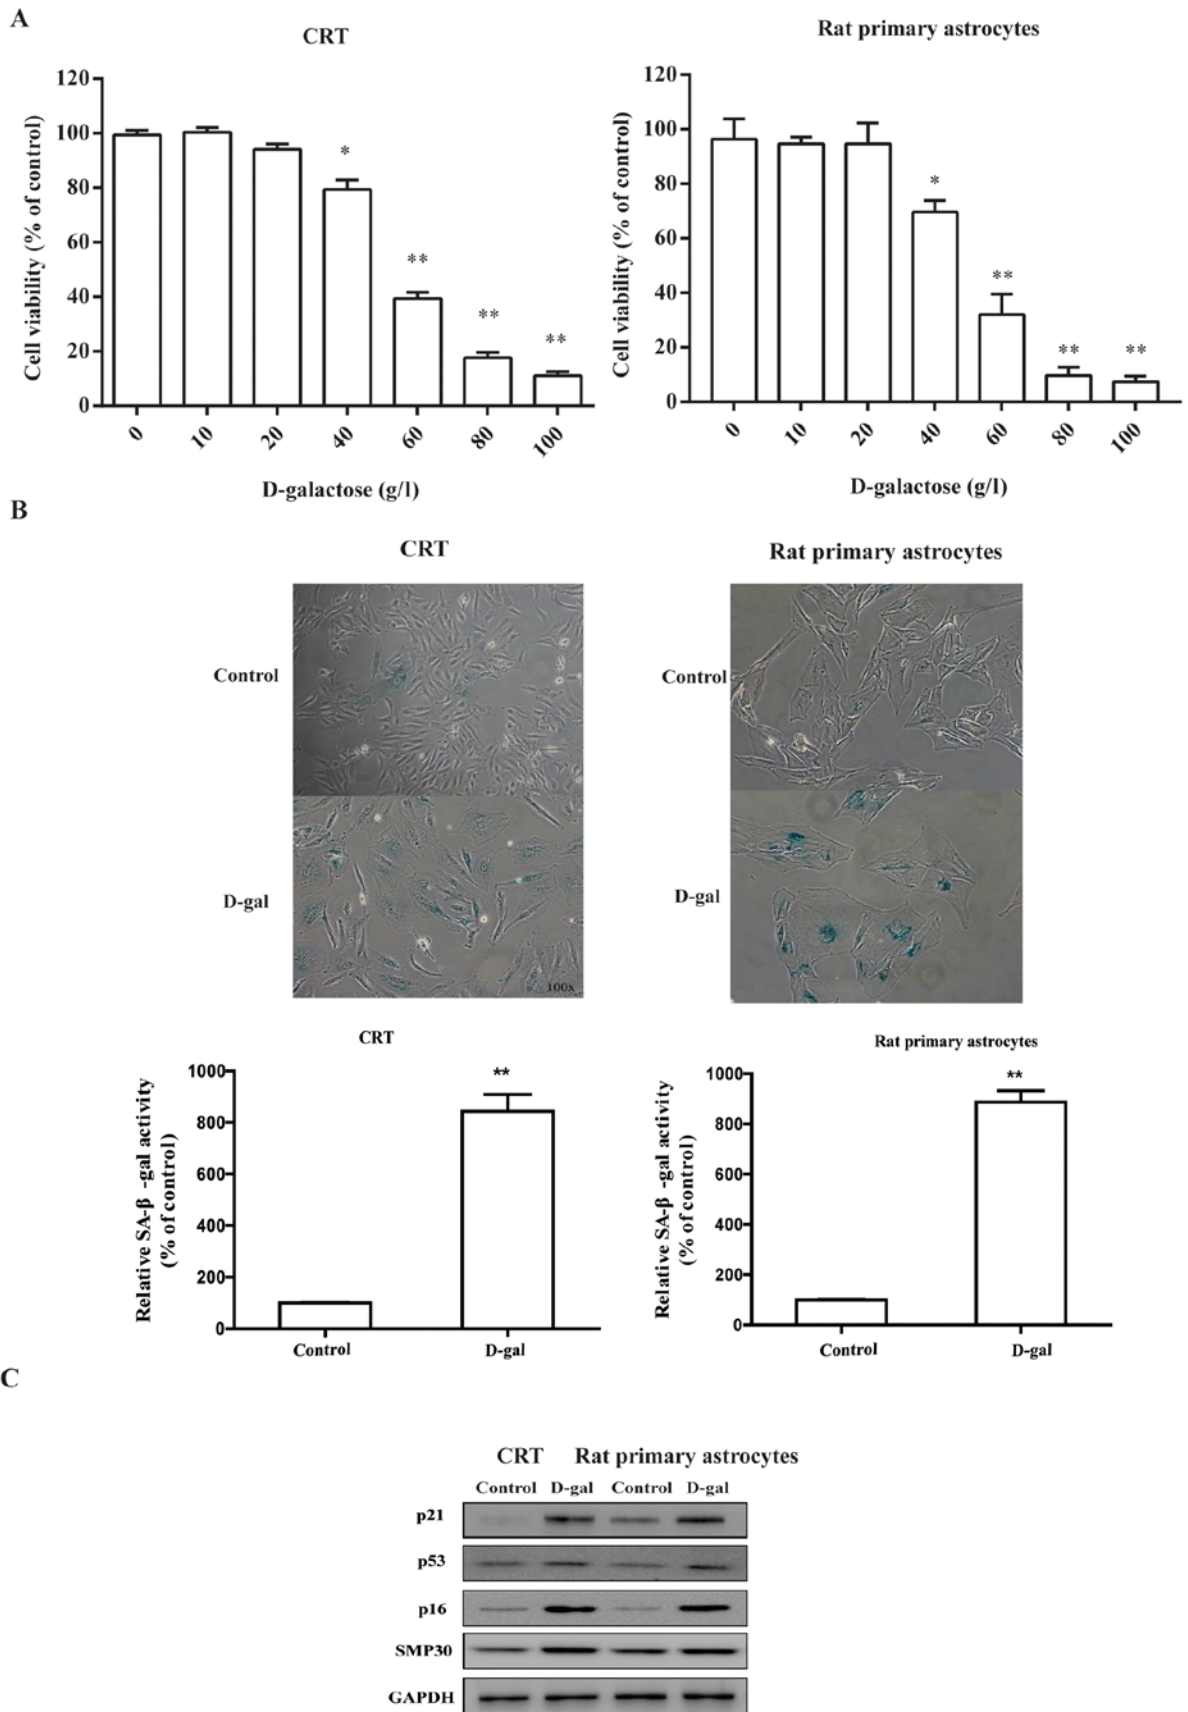 A
CRT
Rat primary astrocytes
Cell viability (% of control)
120
100
80
60
40
20
0
*
**
**
**
0
10
20
40
60
80
100
D-galactose (g/l)
Cell viability (% of control)
120
100
80
60
40
20
0
*
**
**
**
0
10
20
40
60
80
100
D-galactose (g/l)
B
CRT
Rat primary astrocytes
Control
Control
D-gal
D-gal
100x
CRT
Relative SA-β -gal activity
(% of control)
1000
800
600
400
200
0
**
Control
D-gal
Rat primary astrocytes
Relative SA-β -gal activity
(% of control)
1000
800
600
400
200
0
**
Control
D-gal
C
CRT Rat primary astrocytes
Control D-gal Control D-gal
p21
p53
p16
SMP30
GAPDH